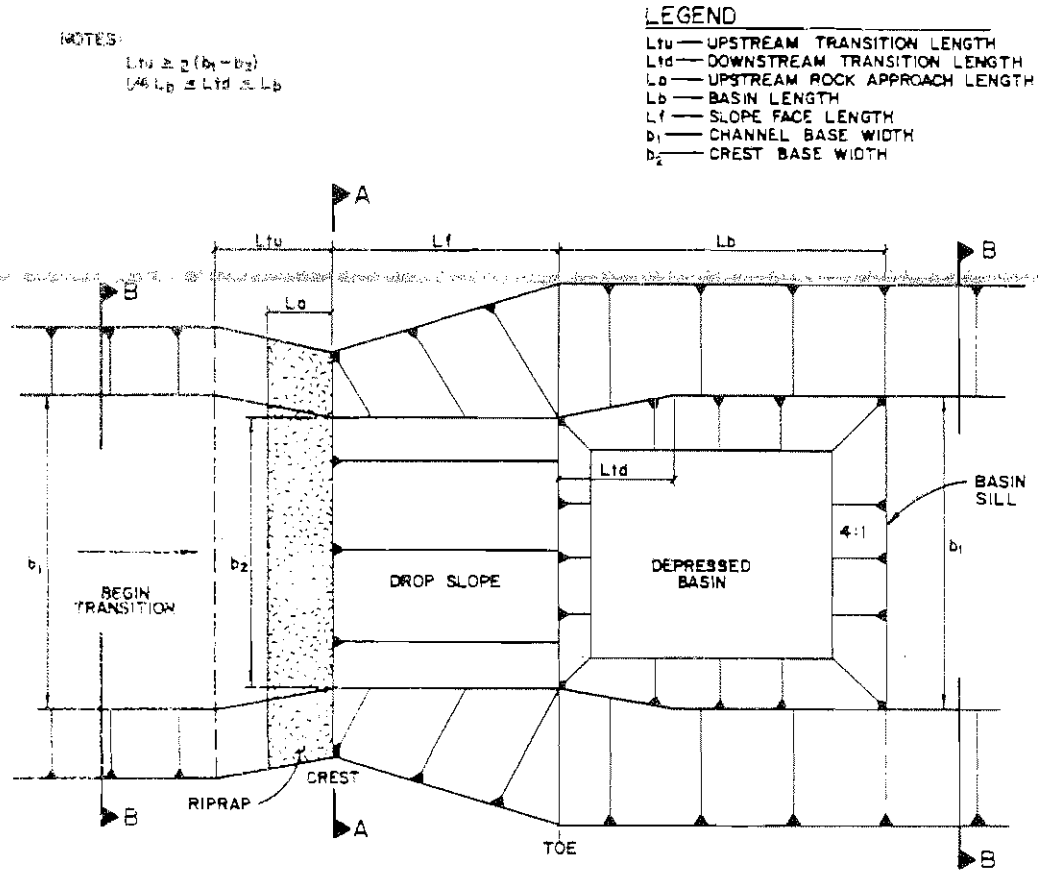 NOTES:
Ltu ≥ 2(b₁-b₂)
Lb ≤ Ltd ≤ Lb
LEGEND
Ltu — UPSTREAM TRANSITION LENGTH
Ltd — DOWNSTREAM TRANSITION LENGTH
La — UPSTREAM ROCK APPROACH LENGTH
Lb — BASIN LENGTH
Lf — SLOPE FACE LENGTH
b₁ — CHANNEL BASE WIDTH
b₂ — CREST BASE WIDTH
A
Ltu
Lf
Lb
B
B
La
Ltd
BASIN
SILL
4:1
b₁
b₂
b₁
BEGIN
TRANSITION
DROP SLOPE
DEPRESSED
BASIN
CREST
RIPRAP
B
A
TOE
B